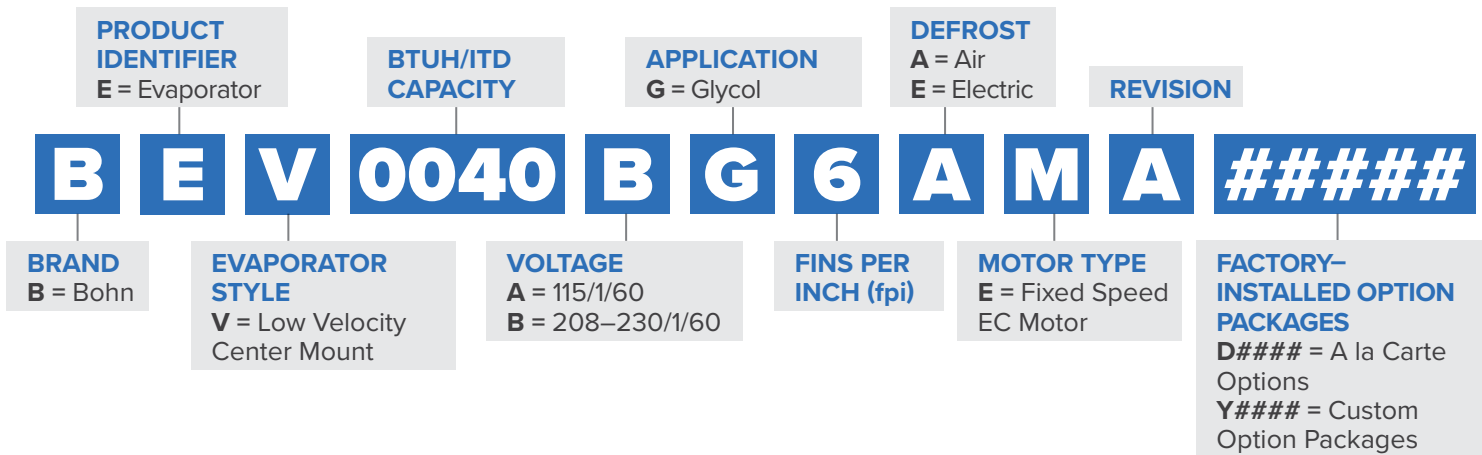 PRODUCT
IDENTIFIER
E = Evaporator
BTUH/ITD
CAPACITY
APPLICATION
G = Glycol
DEFROST
A = Air
E = Electric
REVISION
B E V 0040 B G 6 A M A #####
BRAND
B = Bohn
EVAPORATOR
STYLE
V = Low Velocity
Center Mount
VOLTAGE
A = 115/1/60
B = 208–230/1/60
FINS PER
INCH (fpi)
MOTOR TYPE
E = Fixed Speed
EC Motor
FACTORY–
INSTALLED OPTION
PACKAGES
D#### = A la Carte
Options
Y#### = Custom
Option Packages